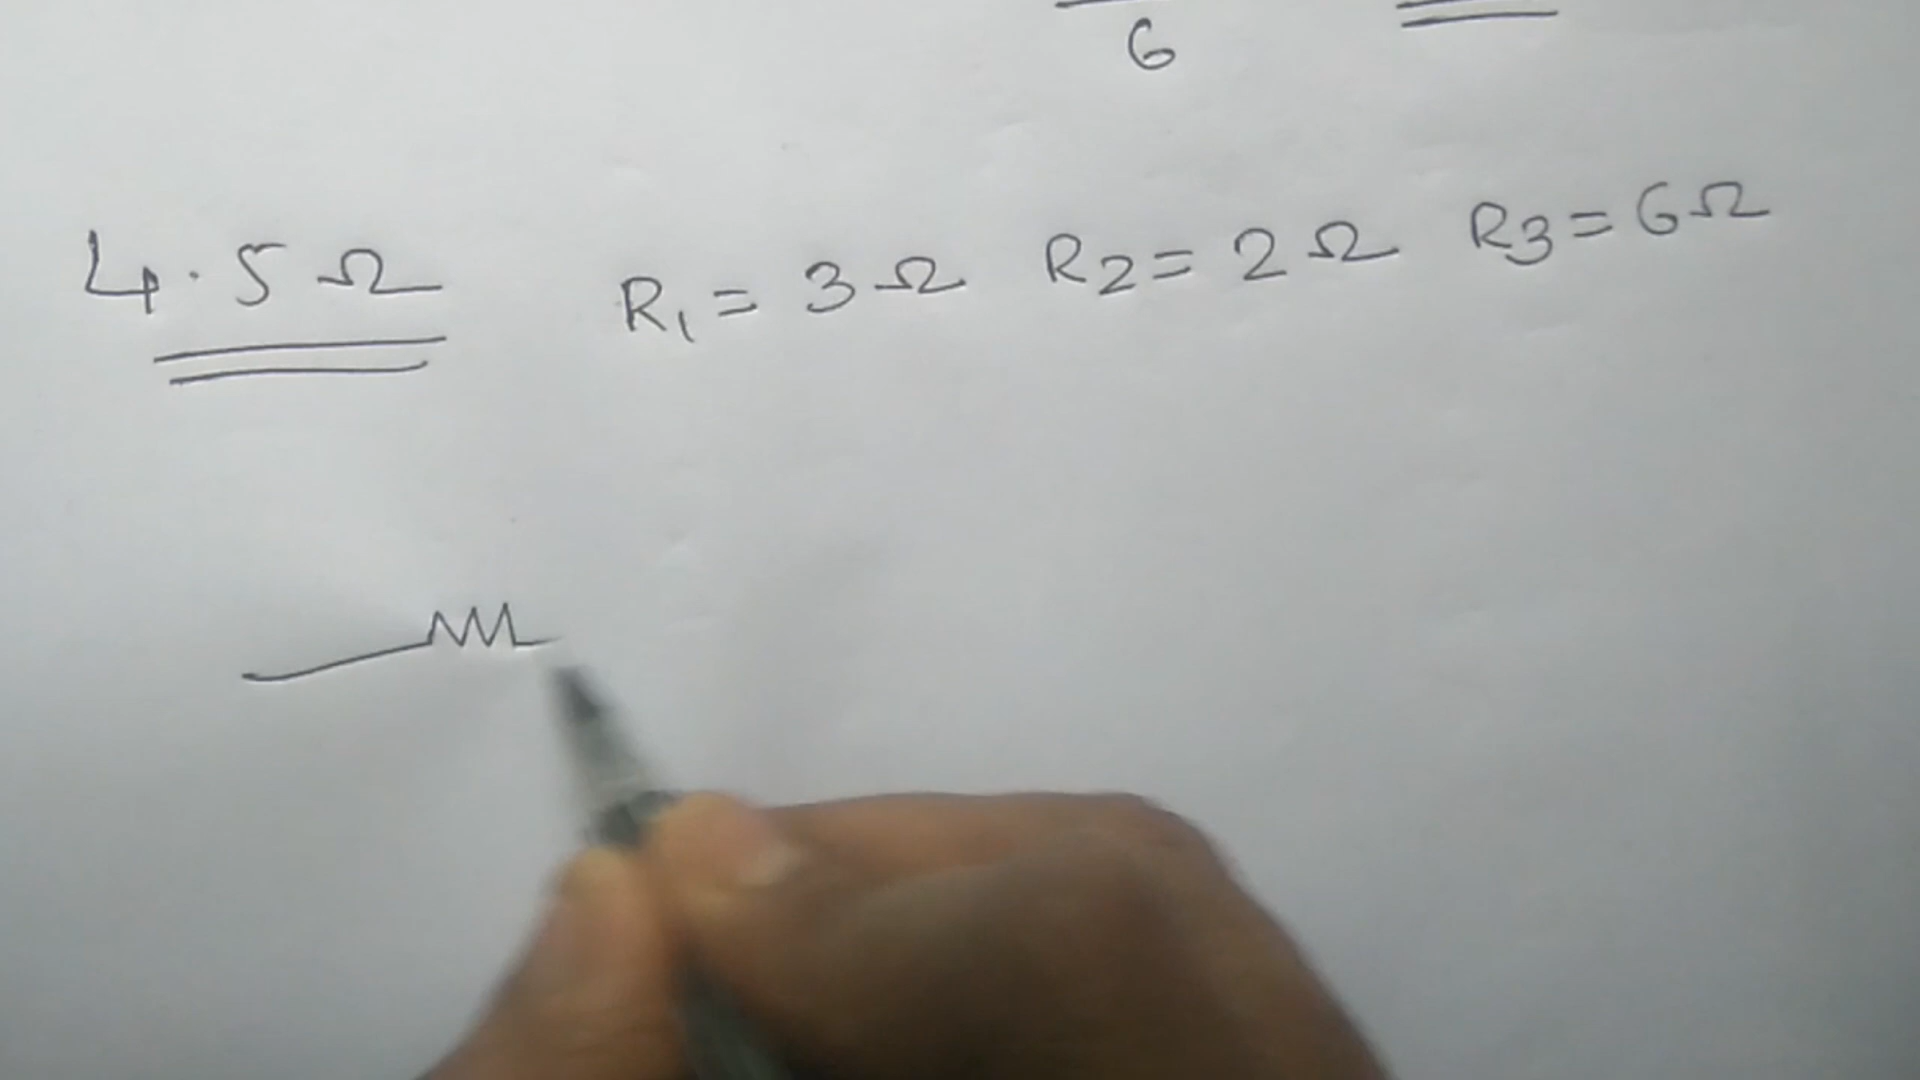 6
4.5 Ω R1 = 3 Ω R2 = 2 Ω R3 = 6 Ω